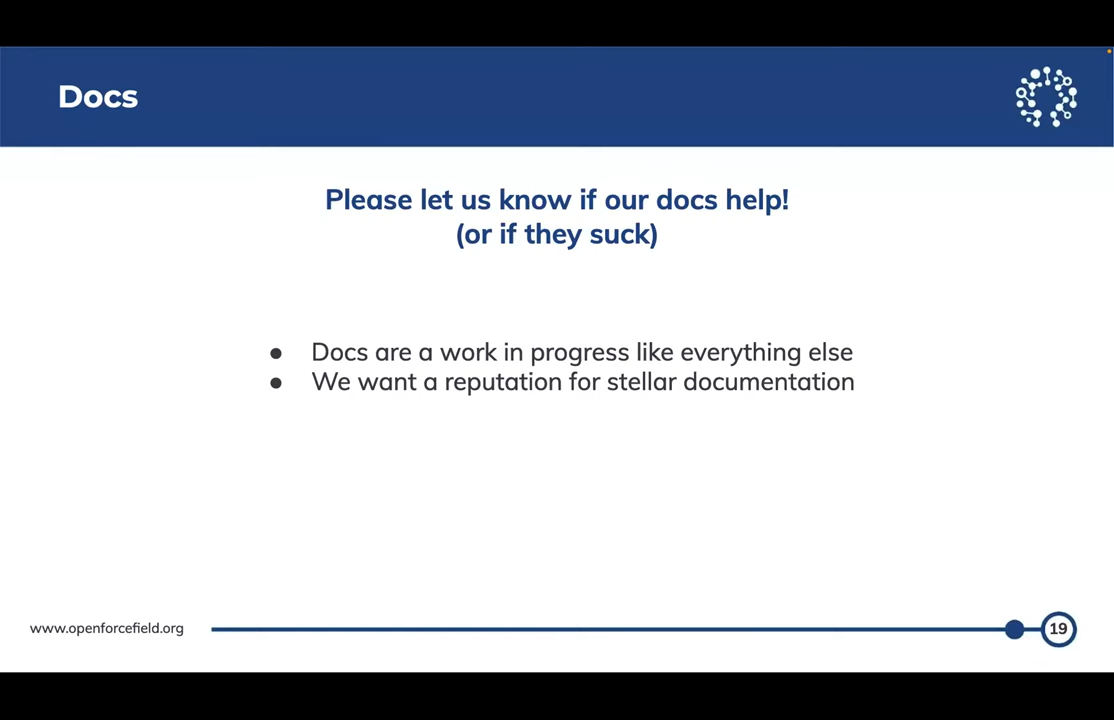 Docs
Please let us know if our docs help!
(or if they suck)
● Docs are a work in progress like everything else
● We want a reputation for stellar documentation
www.openforcefield.org
19